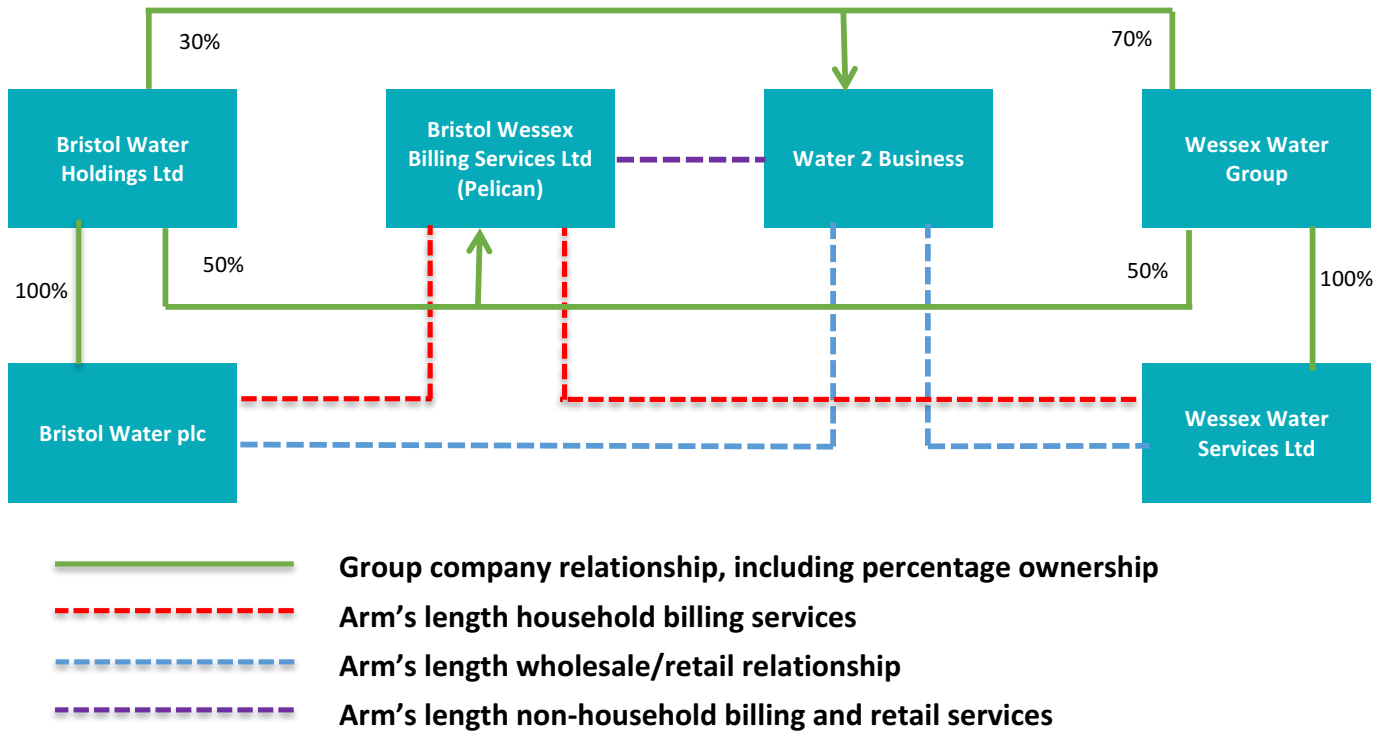 30%
70%
Bristol Water
Holdings Ltd
Bristol Wessex
Billing Services Ltd
(Pelican)
Water 2 Business
Wessex Water
Group
100%
50%
50%
100%
Bristol Water plc
Wessex Water
Services Ltd
Group company relationship, including percentage ownership
Arm’s length household billing services
Arm’s length wholesale/retail relationship
Arm’s length non-household billing and retail services